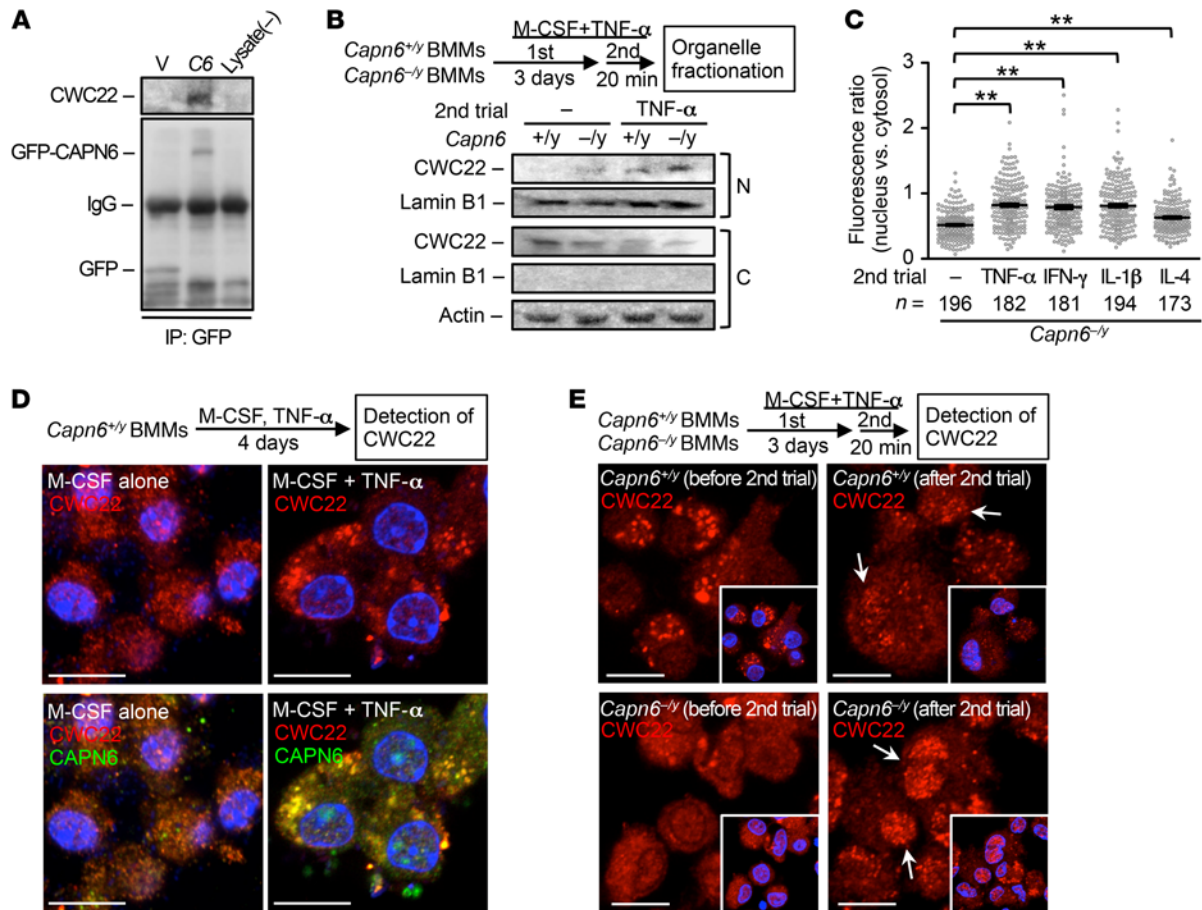 A
V C6 Lysate(–)
CWC22
GFP-CAPN6
IgG
GFP
IP: GFP
B
M-CSF+TNF-α
Capn6+/y BMMs
Capn6–/y BMMs
1st
3 days
2nd
20 min
Organelle
fractionation
2nd trial – TNF-α
Capn6 +/y –/y +/y –/y
CWC22
Lamin B1
N
CWC22
Lamin B1
Actin
C
C
** 
**
**
**
Fluorescence ratio
(nucleus vs. cytosol)
3
2
1
0
2nd trial – TNF-α IFN-γ IL-1β IL-4
n = 196 182 181 194 173
Capn6–/y
D
Capn6+/y BMMs
M-CSF, TNF-α
4 days
Detection of
CWC22
M-CSF alone
CWC22
M-CSF + TNF-α
CWC22
M-CSF alone
CWC22
CAPN6
M-CSF + TNF-α
CWC22
CAPN6
E
M-CSF+TNF-α
Capn6+/y BMMs
Capn6–/y BMMs
1st
3 days
2nd
20 min
Detection of
CWC22
Capn6+/y (before 2nd trial)
CWC22
Capn6+/y (after 2nd trial)
CWC22
Capn6–/y (before 2nd trial)
CWC22
Capn6–/y (after 2nd trial)
CWC22